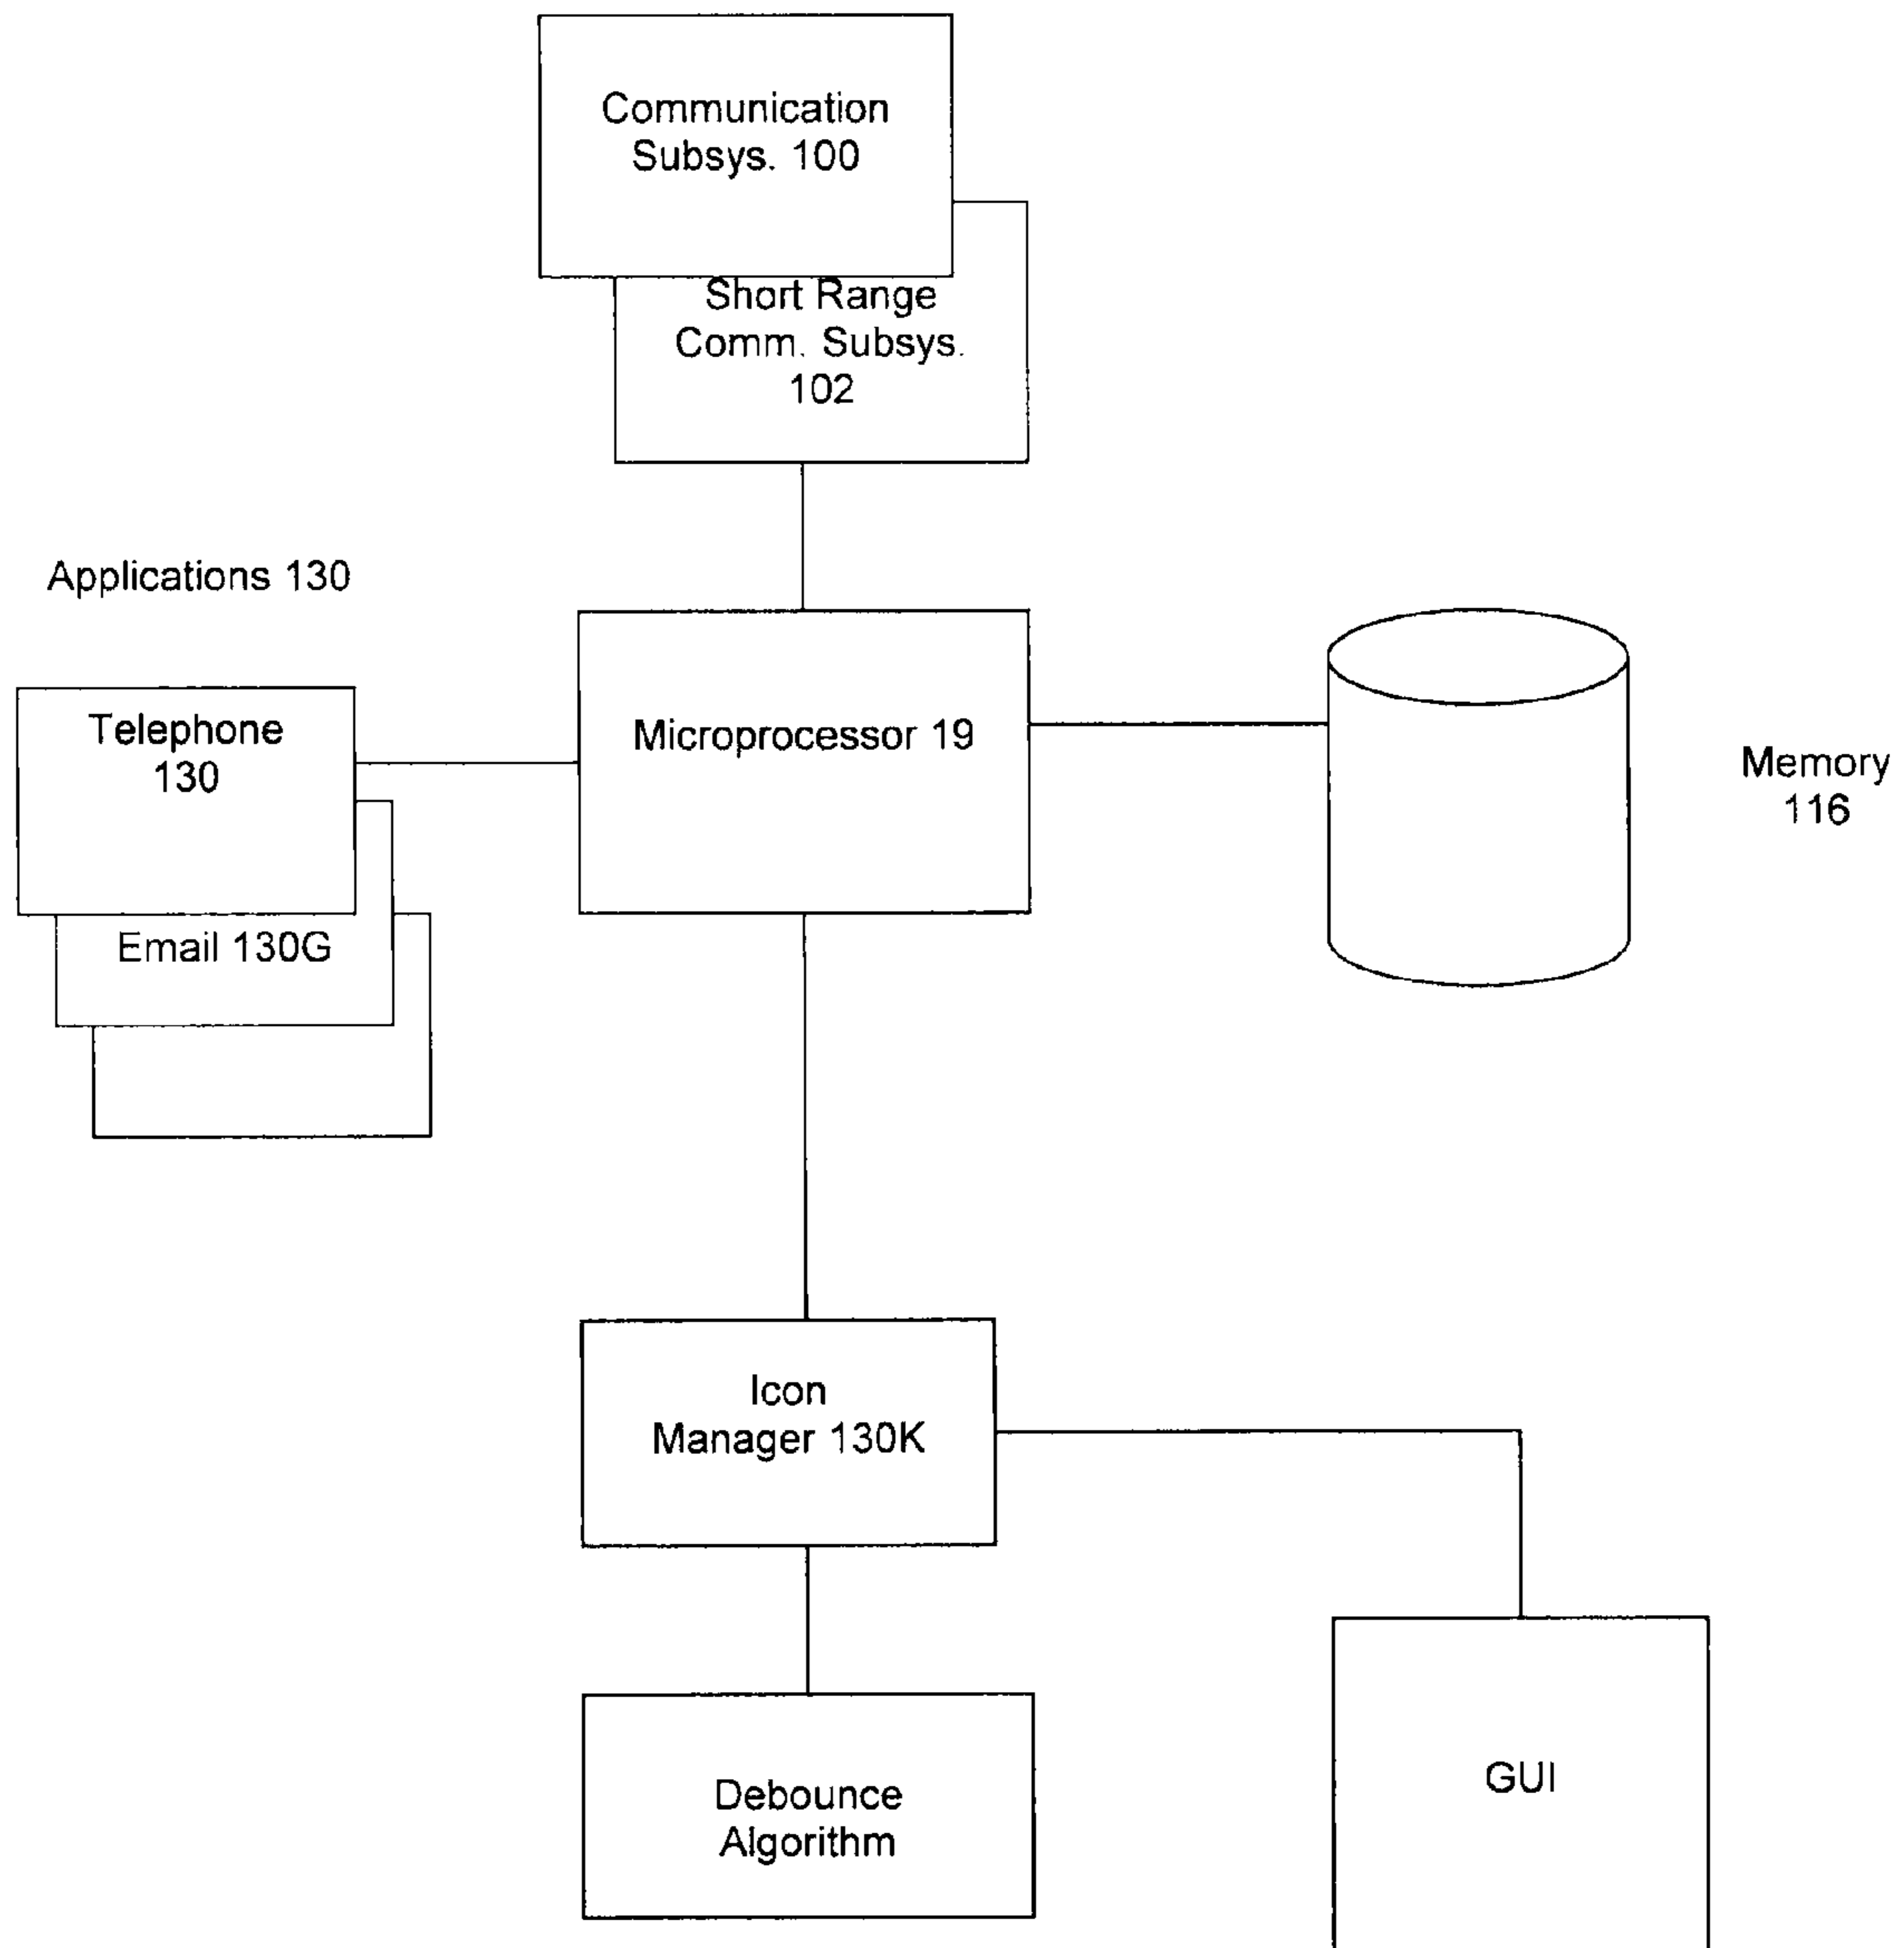 Communication
Subsys. 100
Short Range
Comm. Subsys.
102
Applications 130
Telephone
130
Email 130G
Microprocessor 19
Memory
116
Icon
Manager 130K
Debounce
Algorithm
GUI